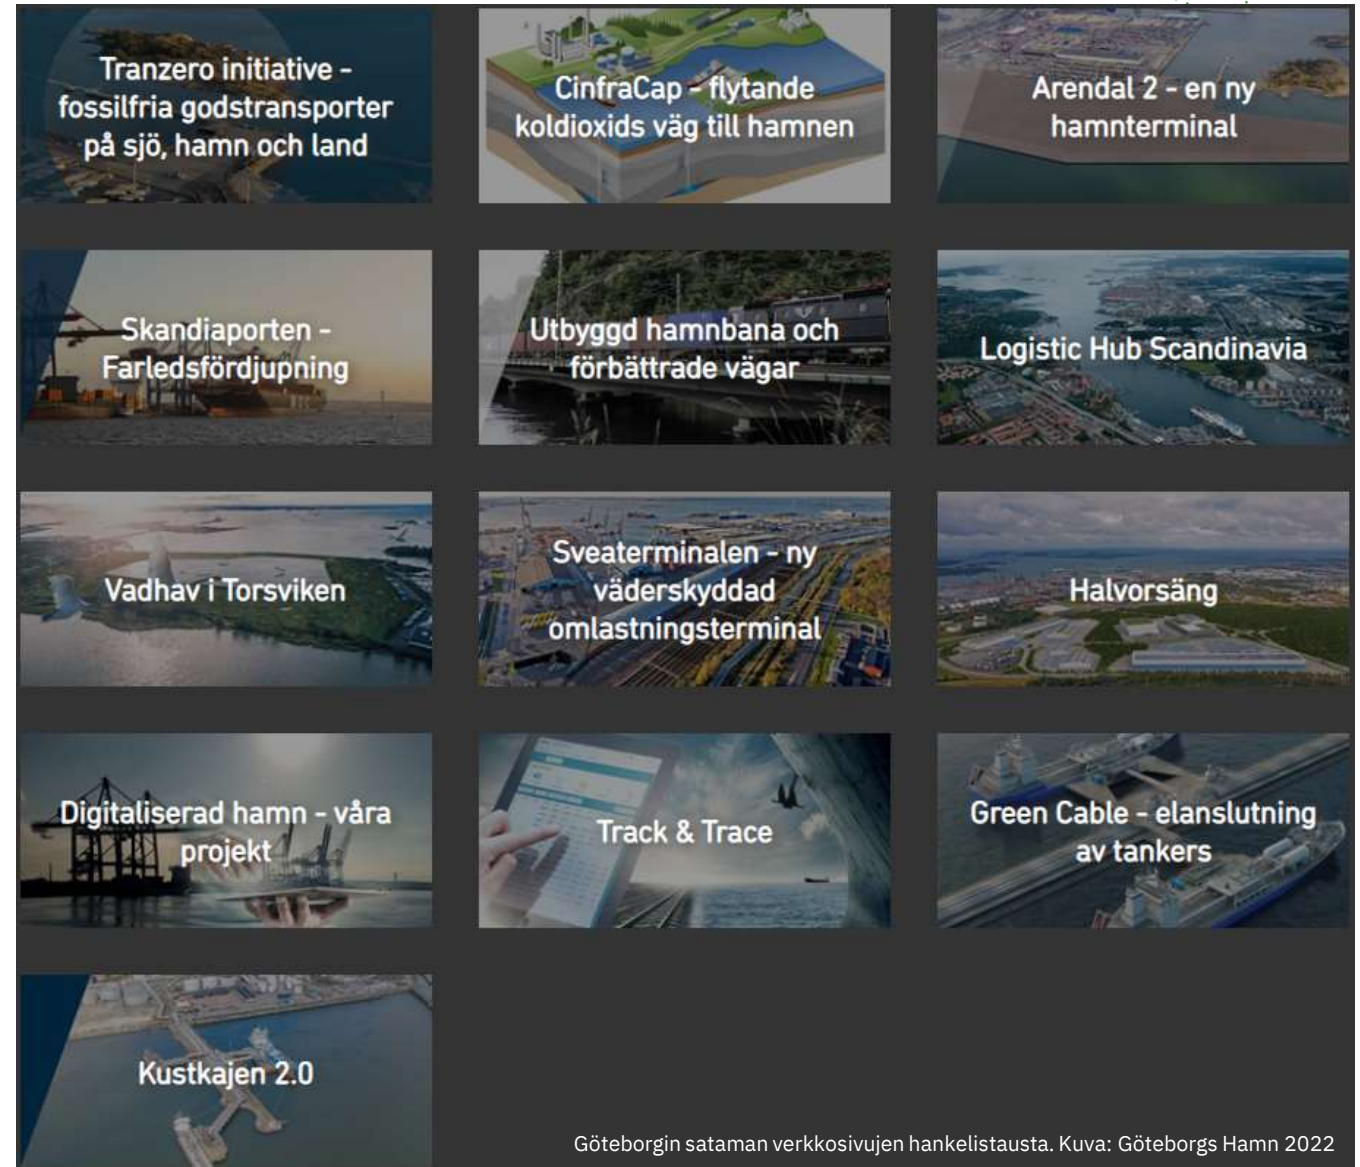 Tranzero initiative -
fossilfria godstransporter
på sjö, hamn och land
CinfraCap - flytande
koldioxids väg till hamnen
Arendal 2 - en ny
hamnterminal
Skandiaporten -
Farledsfördjupning
Utbyggd hamnbana och
förbättrade vägar
Logistic Hub Scandinavia
Vadhav i Torsviken
Sveaterminalen - ny
väderskyddad
omlastningsterminal
Halvorsäng
Digitaliserad hamn - våra
projekt
Track & Trace
Green Cable - elanslutning
av tankers
Kustkajen 2.0
Göteborgin sataman verkkosivujen hankelistausta. Kuva: Göteborgs Hamn 2022